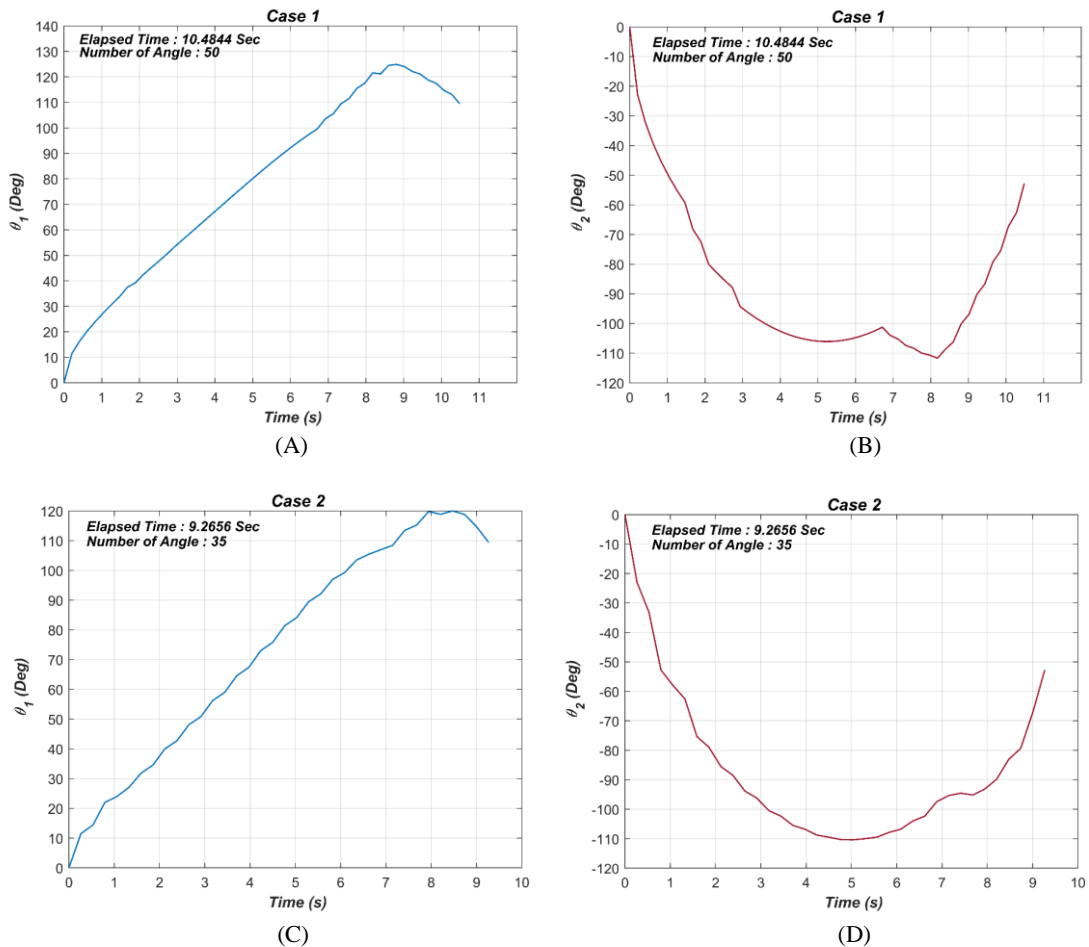 Case 1
Elapsed Time : 10.4844 Sec
Number of Angle : 50
140
130
120
110
100
90
80
70
60
50
40
30
20
10
0
θ1 (Deg)
0 1 2 3 4 5 6 7 8 9 10 11
Time (s)
(A)
Case 1
Elapsed Time : 10.4844 Sec
Number of Angle : 50
0
-10
-20
-30
-40
-50
-60
-70
-80
-90
-100
-110
-120
θ2 (Deg)
0 1 2 3 4 5 6 7 8 9 10 11
Time (s)
(B)
Case 2
Elapsed Time : 9.2656 Sec
Number of Angle : 35
120
110
100
90
80
70
60
50
40
30
20
10
0
θ1 (Deg)
0 1 2 3 4 5 6 7 8 9 10
Time (s)
(C)
Case 2
Elapsed Time : 9.2656 Sec
Number of Angle : 35
0
-10
-20
-30
-40
-50
-60
-70
-80
-90
-100
-110
-120
θ2 (Deg)
0 1 2 3 4 5 6 7 8 9 10
Time (s)
(D)